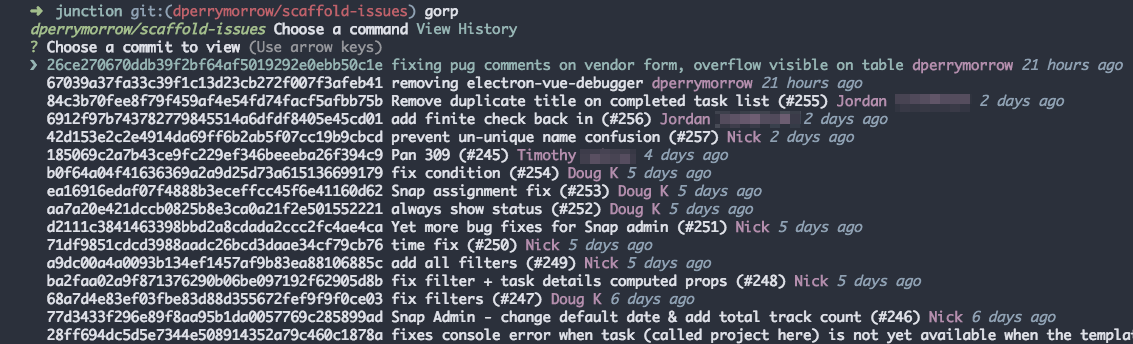 ➜ junction git:(dperrymorrow/scaffold-issues) gorp
dperrymorrow/scaffold-issues Choose a command View History
? Choose a commit to view (Use arrow keys)
❯ 26ce270670ddb39f2bf64af5019292e0ebb50c1e fixing pug comments on vendor form, overflow visible on table dperrymorrow 21 hours ago
67039a37fa33c39f1c13d23cb272f007f3afeb41 removing electron-vue-debugger dperrymorrow 21 hours ago
84c3b70fee8f79f459af4e54fd74facf5afbb75b Remove duplicate title on completed task list (#255) Jordan 2 days ago
6912f97b743782779845514a6dfdf8405e45cd01 add finite check back in (#256) Jordan 2 days ago
42d153e2c2e4914da69ff6b2ab5f07cc19b9cbcd prevent un-unique name confusion (#257) Nick 2 days ago
185069c2a7b43ce9fc229ef346beeeba26f394c9 Pan 309 (#245) Timothy 4 days ago
b0f64a04f41636369a2a9d25d73a615136699179 fix condition (#254) Doug K 5 days ago
ea16916edaf07f4888b3eceffcc45f6e41160d62 Snap assignment fix (#253) Doug K 5 days ago
aa7a20e421dccb0825b8e3ca0a21f2e501552221 always show status (#252) Doug K 5 days ago
d2111c3841463398bbd2a8cdada2ccc2fc4ae4ca Yet more bug fixes for Snap admin (#251) Nick 5 days ago
71df9851cdcd3988aadc26bcd3daae34cf79cb76 time fix (#250) Nick 5 days ago
a9dc00a4a0093b134ef1457af9b83ea88106885c add all filters (#249) Nick 5 days ago
ba2faa02a9f871376290b06be097192f62905d8b fix filter + task details computed props (#248) Nick 5 days ago
68a7d4e83ef03fbe83d88d355672fef9f9f0ce03 fix filters (#247) Doug K 6 days ago
77d3433f296e89f8aa95b1da0057769c285899ad Snap Admin - change default date & add total track count (#246) Nick 6 days ago
28ff694dc5d5e7344e508914352a79c460c1878a fixes console error when task (called project here) is not yet available when the templa